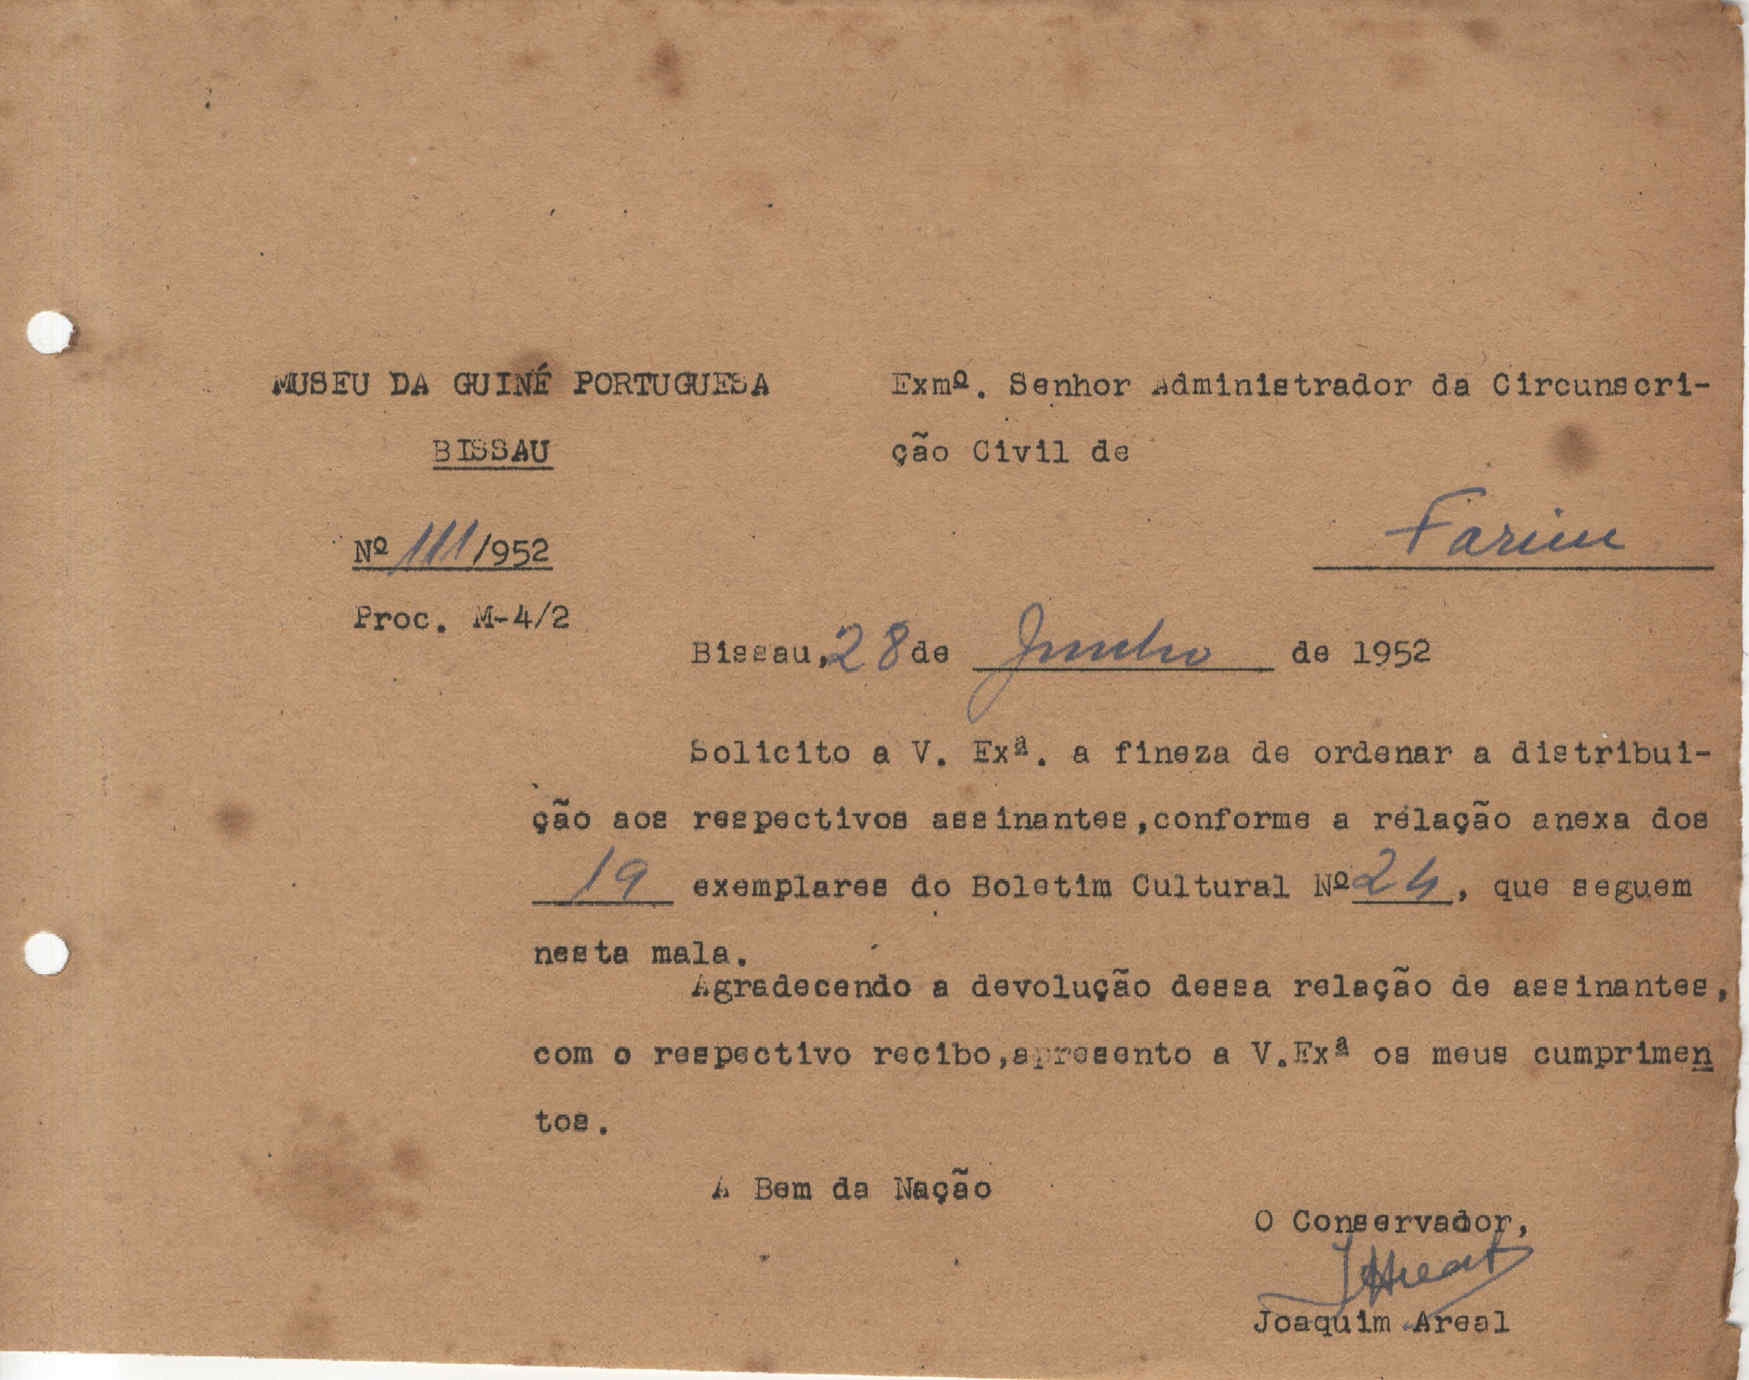 MUSEU DA GUINÉ PORTUGUESA
BISSAU
Nº 111/952
Proc. M-4/2
Exmº. Senhor Administrador da Circunscri-
ção Civil de
Farim
Bissau,28 de Junho de 1952
Solicito a V. Exª. a fineza de ordenar a distribui-
ção aos respectivos assinantes,conforme a relação anexa dos
19 exemplares do Boletim Cultural Nº 24, que seguem
nesta mala.
Agradecendo a devolução dessa relação de assinantes,
com o respectivo recibo,apresento a V.Exª os meus cumprimen
tos.
A Bem da Nação
O Conservador,
JAreal
Joaquim Areal